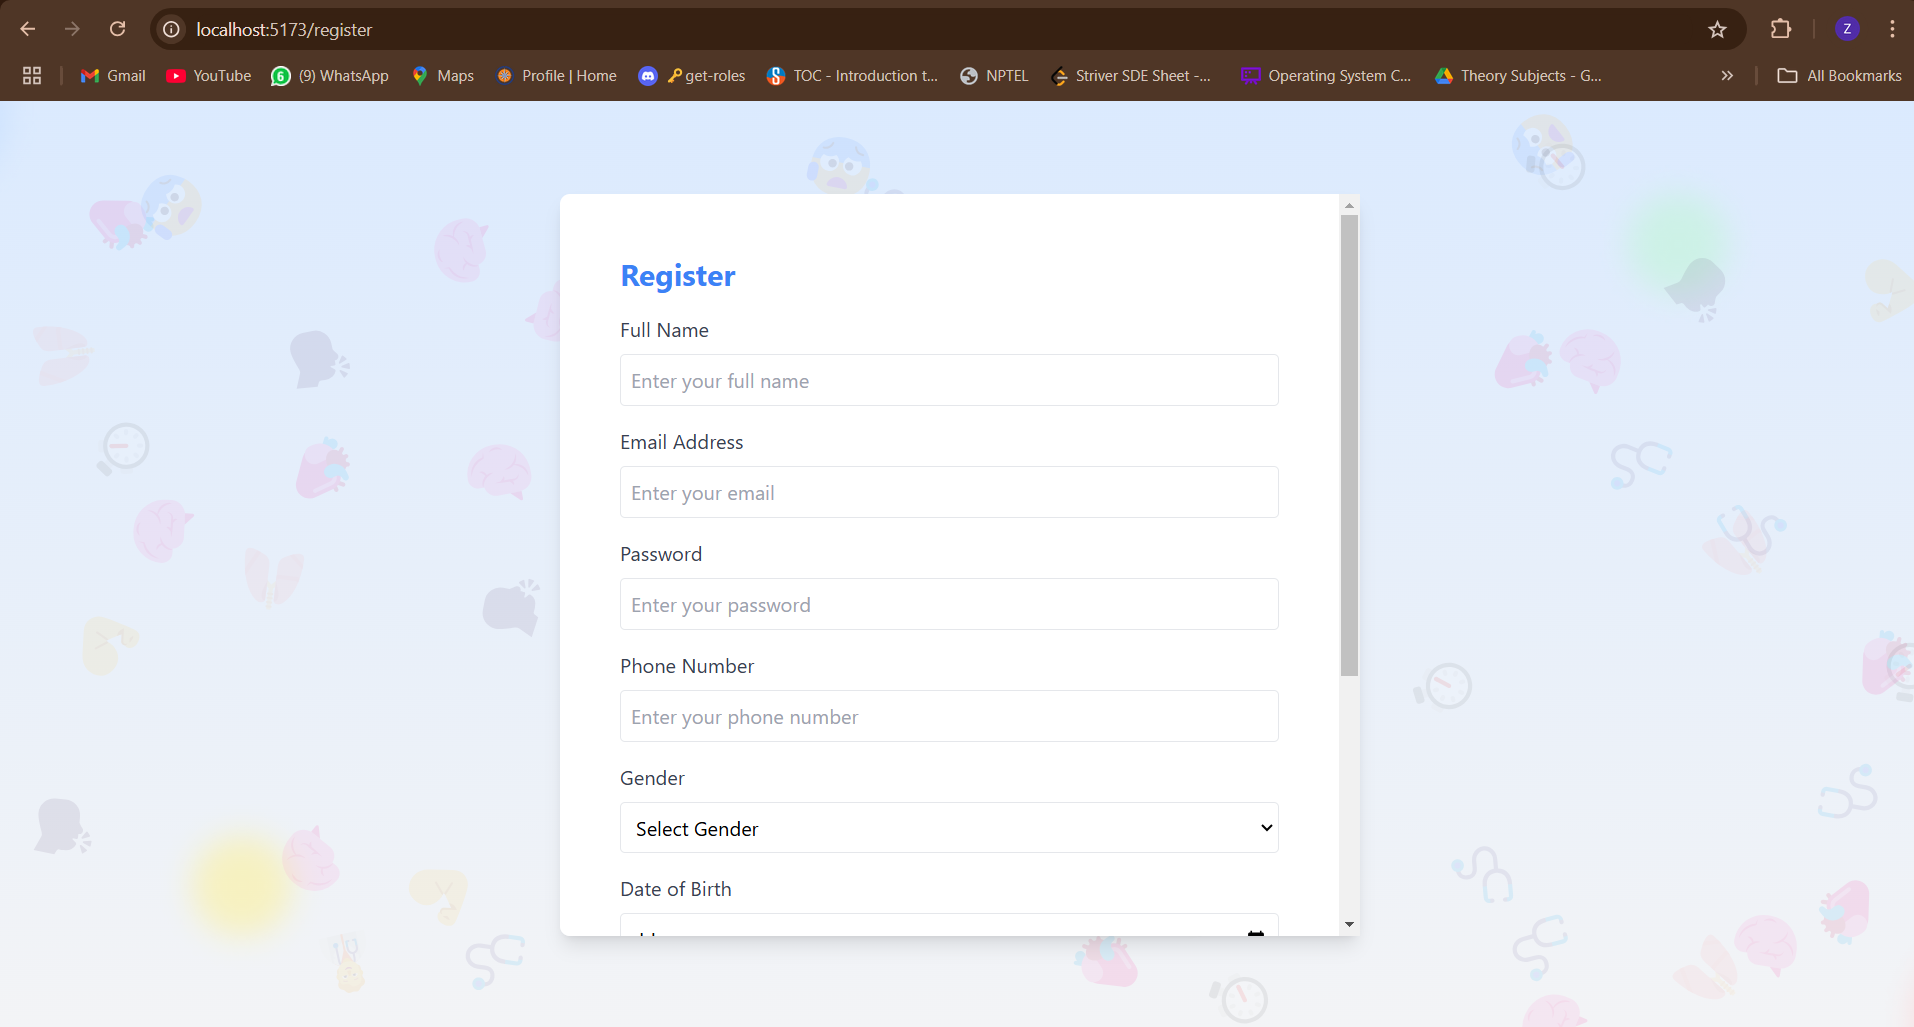 localhost:5173/register
Z
Gmail
YouTube
6 (9) WhatsApp
Maps
Profile | Home
get-roles
TOC - Introduction t...
NPTEL
Striver SDE Sheet -...
Operating System C...
Theory Subjects - G...
All Bookmarks
Register
Full Name
Enter your full name
Email Address
Enter your email
Password
Enter your password
Phone Number
Enter your phone number
Gender
Select Gender
Date of Birth